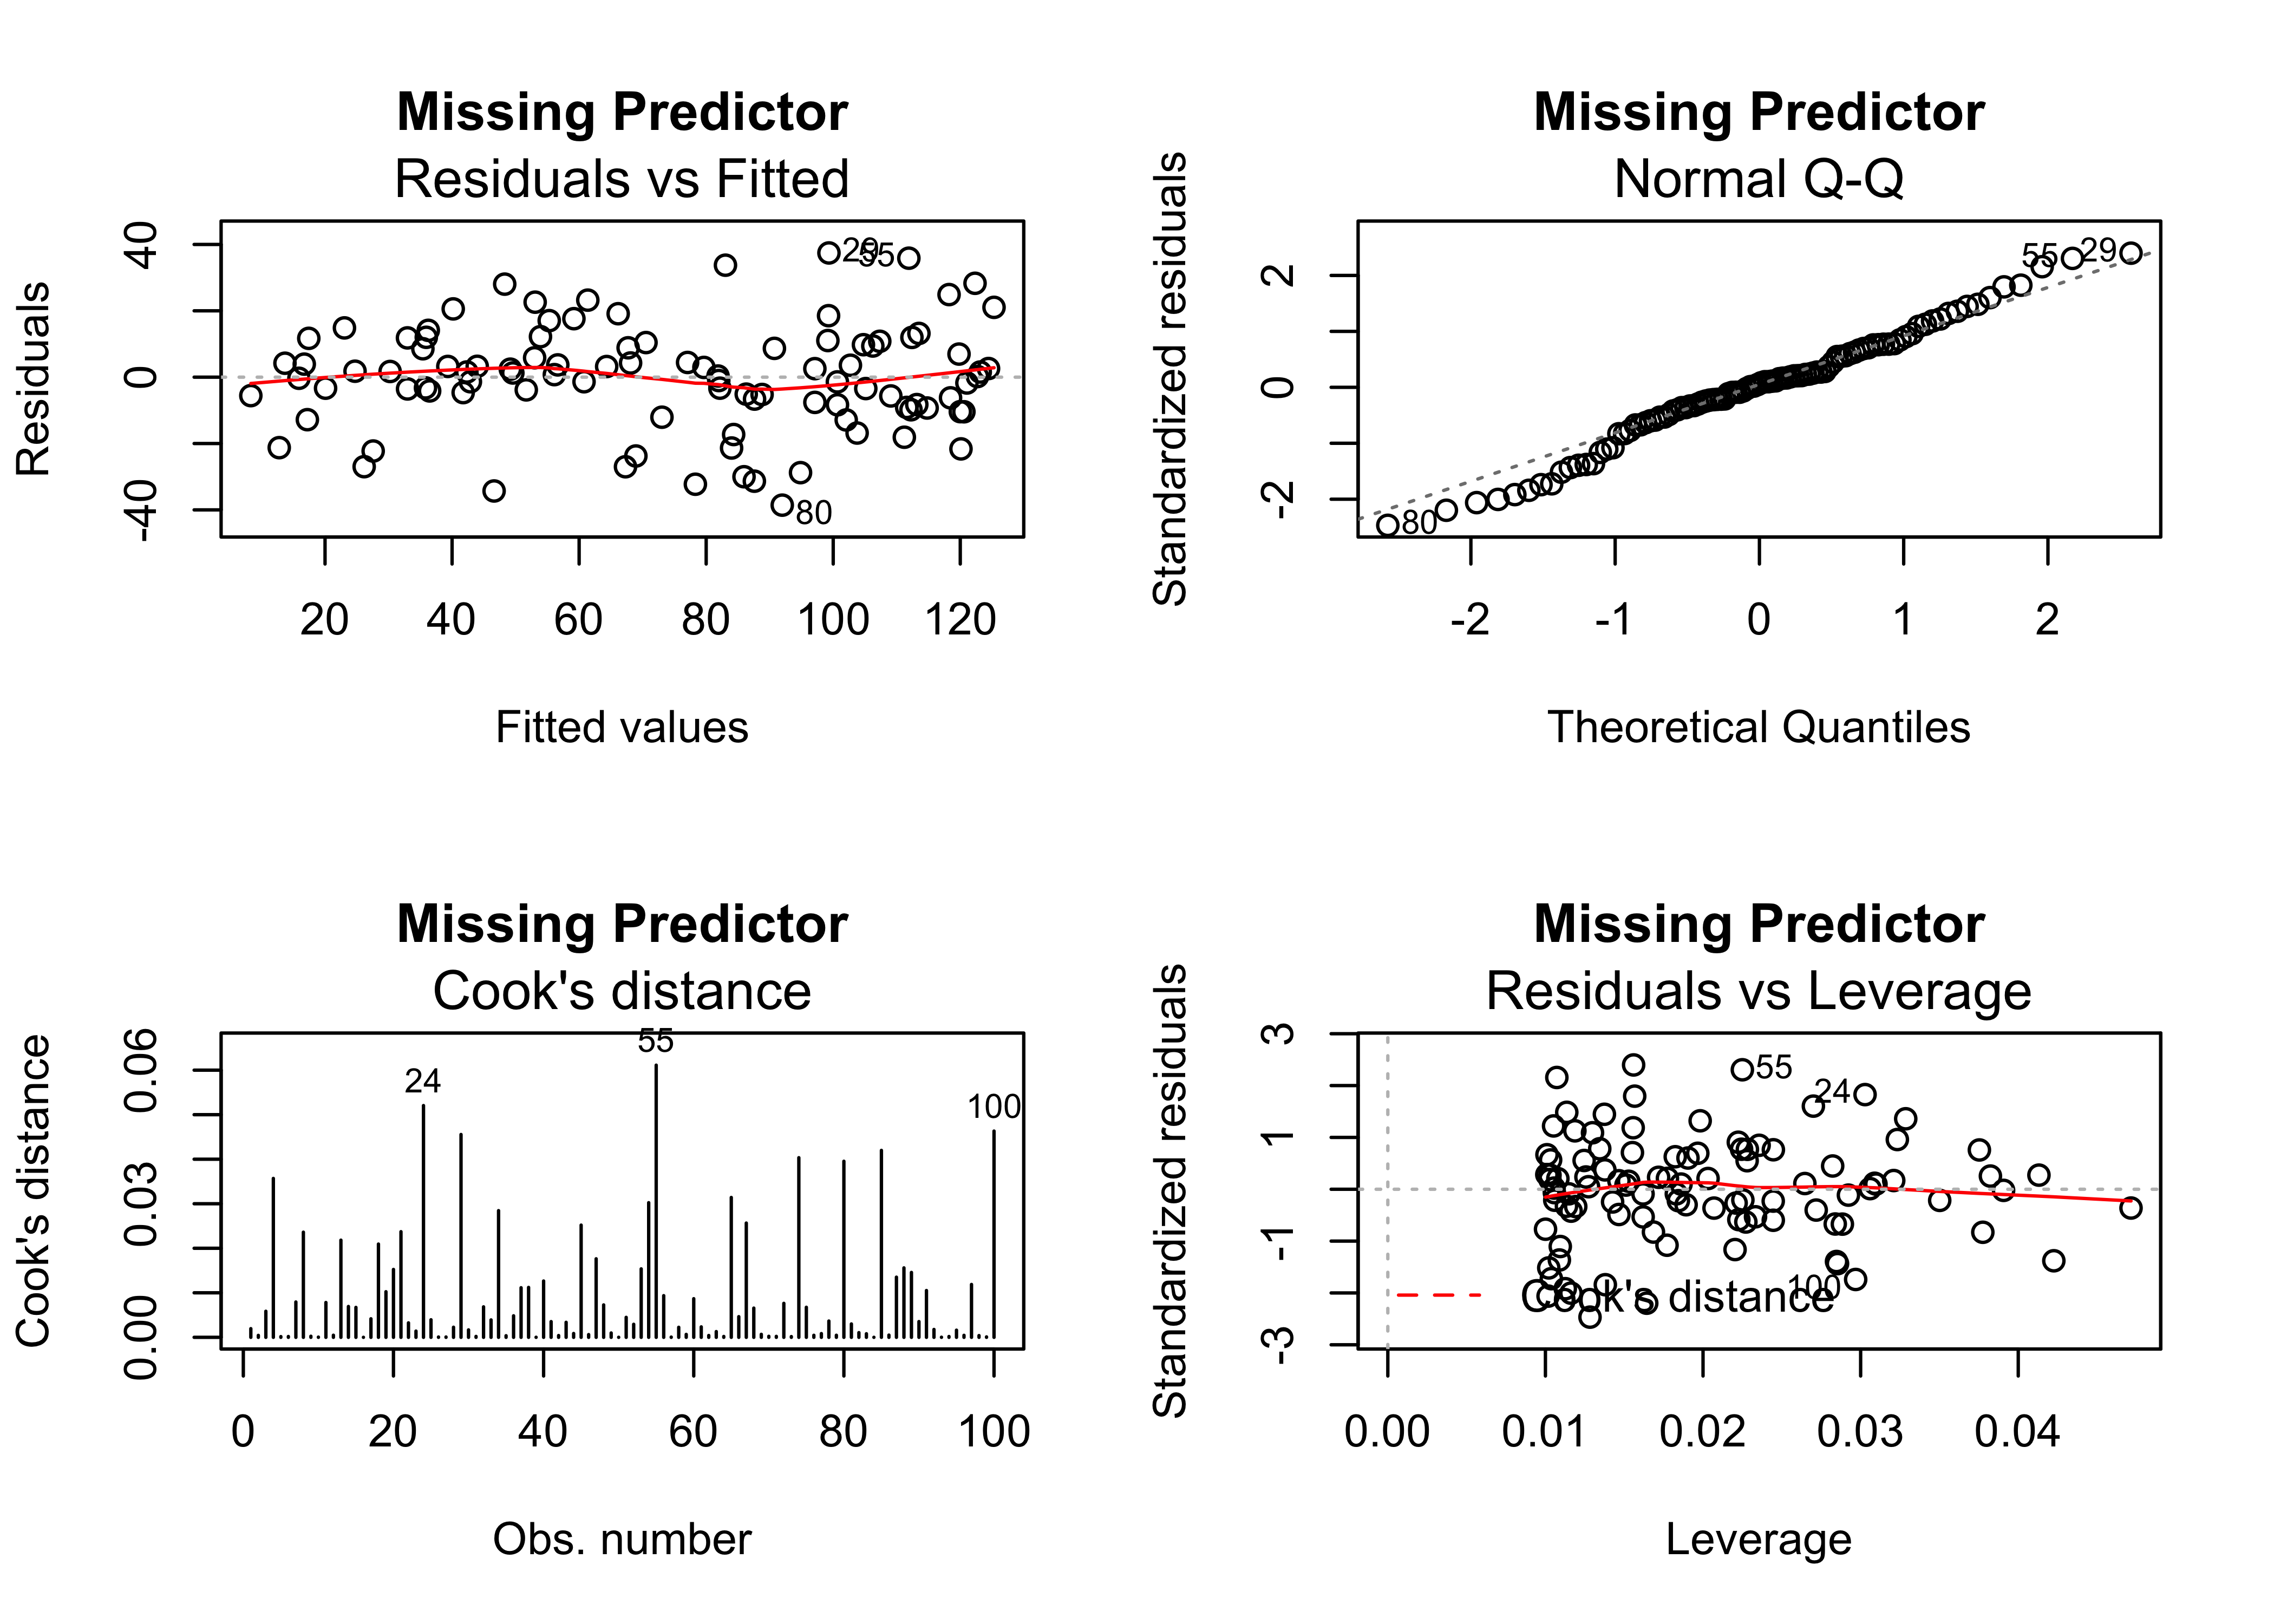 Missing Predictor
Residuals vs Fitted
Residuals
-40 0 40
29
55
80
20 40 60 80 100 120
Fitted values
Missing Predictor
Normal Q-Q
Standardized residuals
-2 0 2
55
29
80
-2 -1 0 1 2
Theoretical Quantiles
Missing Predictor
Cook's distance
Cook's distance
0.00 0.03 0.06
24
55
100
0 20 40 60 80 100
Obs. number
Missing Predictor
Residuals vs Leverage
Standardized residuals
-3 -1 1 3
55
24
100
k's distance
0.00 0.01 0.02 0.03 0.04
Leverage